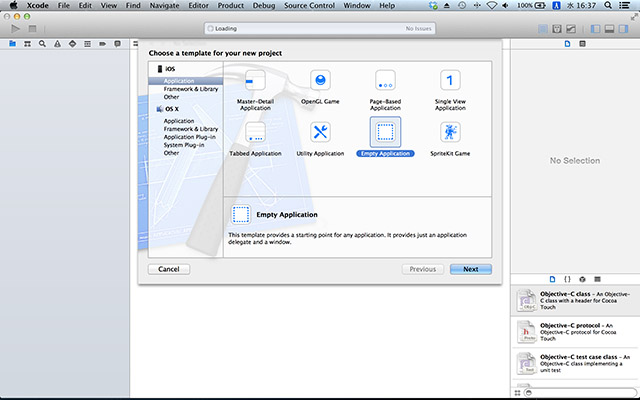 Xcode File Edit View Navigate Editor Product Debug Source Control Window Help 100% A 水 16:37
Loading No Issues
Choose a template for your new project
iOS
Application
Framework & Library
Other
OS X
Application
Framework & Library
Application Plug-in
System Plug-in
Other
Master-Detail
Application
OpenGL Game
Page-Based
Application
1
Single View
Application
Tabbed Application
Utility Application
Empty Application
SpriteKit Game
Empty Application
This template provides a starting point for any application. It provides just an application
delegate and a window.
Cancel
Previous
Next
No Selection
{ }
Objective-C class – An Objective-
C class with a header for Cocoa
Touch
Objective-C protocol – An
Objective-C protocol for Cocoa
Touch
Objective-C test case class – An
Objective-C class implementing a
unit test